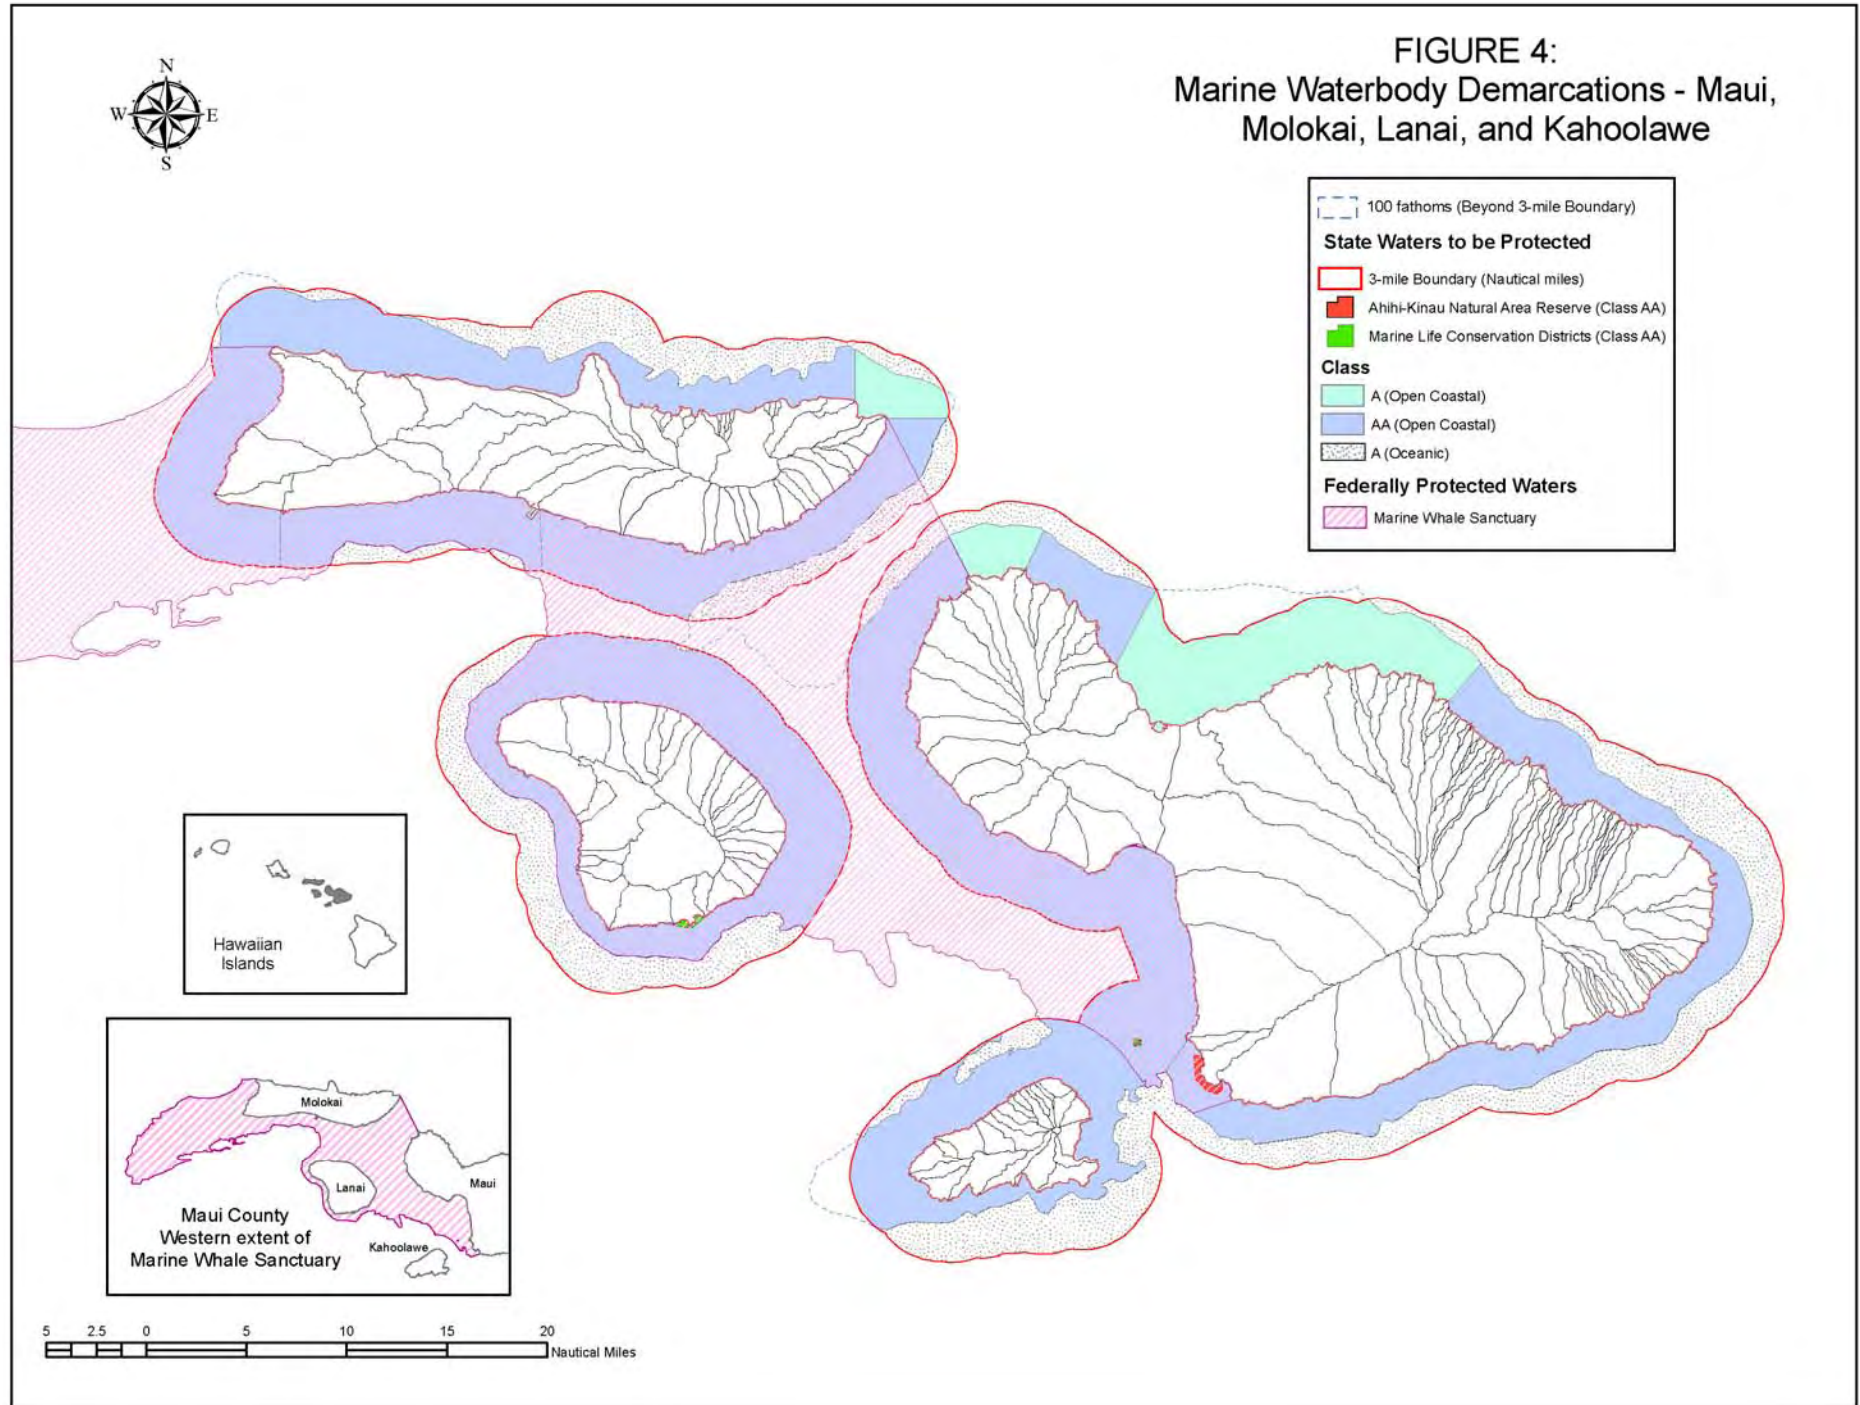 FIGURE 4:
Marine Waterbody Demarcations - Maui,
Molokai, Lanai, and Kahoolawe
N
W
E
S
100 fathoms (Beyond 3-mile Boundary)
State Waters to be Protected
3-mile Boundary (Nautical miles)
Ahihi-Kinau Natural Area Reserve (Class AA)
Marine Life Conservation Districts (Class AA)
Class
A (Open Coastal)
AA (Open Coastal)
A (Oceanic)
Federally Protected Waters
Marine Whale Sanctuary
Hawaiian
Islands
Molokai
Lanai
Maui
Kahoolawe
Maui County
Western extent of
Marine Whale Sanctuary
5 2.5 0 5 10 15 20
Nautical Miles